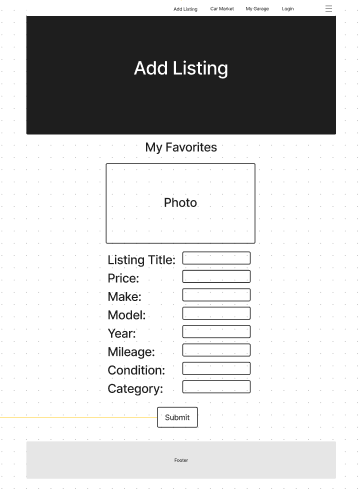 Add Listing Car Market My Garage Login
Add Listing
My Favorites
Photo
Listing Title:
Price:
Make:
Model:
Year:
Mileage:
Condition:
Category:
Submit
Footer